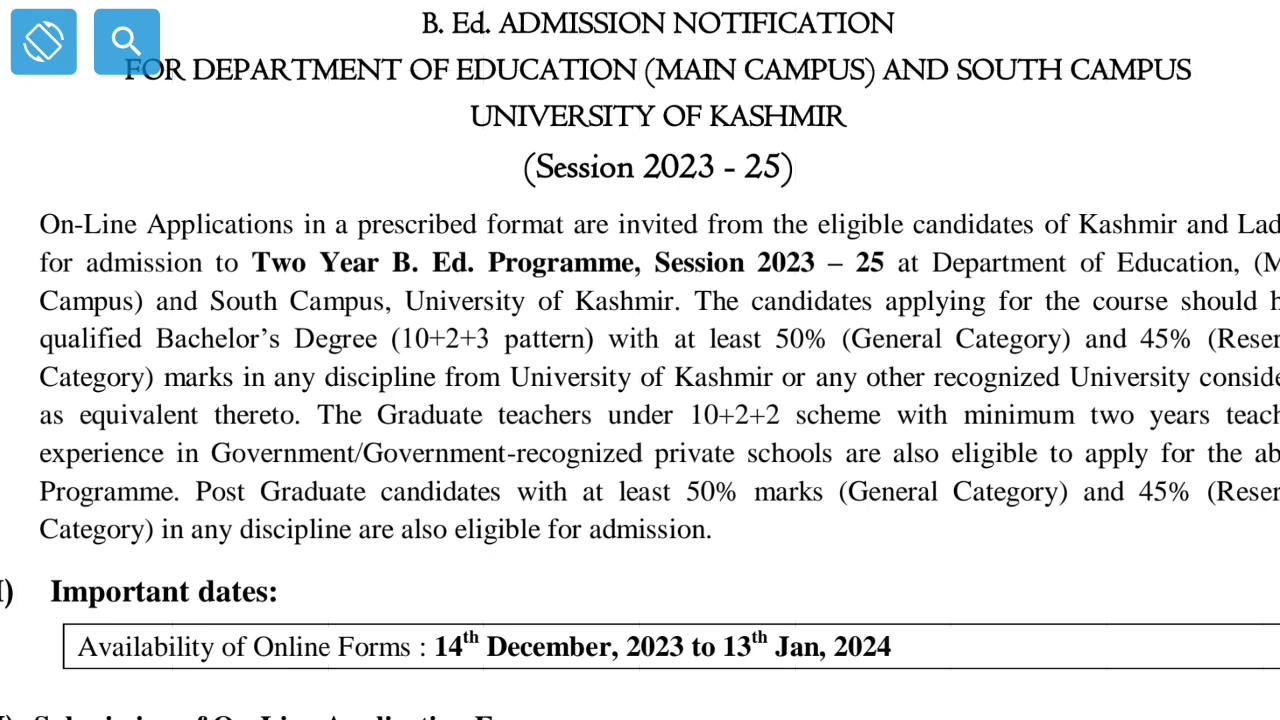 B. Ed. ADMISSION NOTIFICATION
FOR DEPARTMENT OF EDUCATION (MAIN CAMPUS) AND SOUTH CAMPUS
UNIVERSITY OF KASHMIR
(Session 2023 - 25)
On-Line Applications in a prescribed format are invited from the eligible candidates of Kashmir and
for admission to Two Year B. Ed. Programme, Session 2023 – 25 at Department of Education,
Campus) and South Campus, University of Kashmir. The candidates applying for the course should
qualified Bachelor's Degree (10+2+3 pattern) with at least 50% (General Category) and 45%
Category) marks in any discipline from University of Kashmir or any other recognized University
as equivalent thereto. The Graduate teachers under 10+2+2 scheme with minimum two years
experience in Government/Government-recognized private schools are also eligible to apply for the
Programme. Post Graduate candidates with at least 50% marks (General Category) and 45%
Category) in any discipline are also eligible for admission.
I) Important dates:
Availability of Online Forms : 14th December, 2023 to 13th Jan, 2024